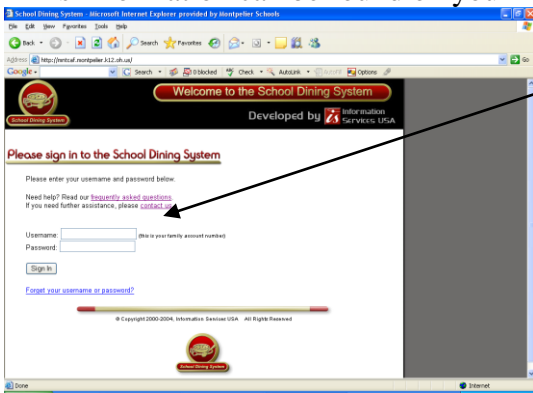 School Dining System - Microsoft Internet Explorer provided by Montpelier Schools
File Edit View Favorites Tools Help
Back Search Favorites
Address http://mntcaf.montpelier.k12.oh.us/ Go
Google Search 8 blocked Check AutoLink Options
Welcome to the School Dining System
School Dining System
Developed by Information Services USA
Please sign in to the School Dining System
Please enter your username and password below.
Need help? Read our frequently asked questions.
If you need further assistance, please contact us
Username: (this is your family account number)
Password:
Sign In
Forget your username or password?
© Copyright 2000-2004, Information Services USA All Rights Reserved
School Dining System
Done Internet